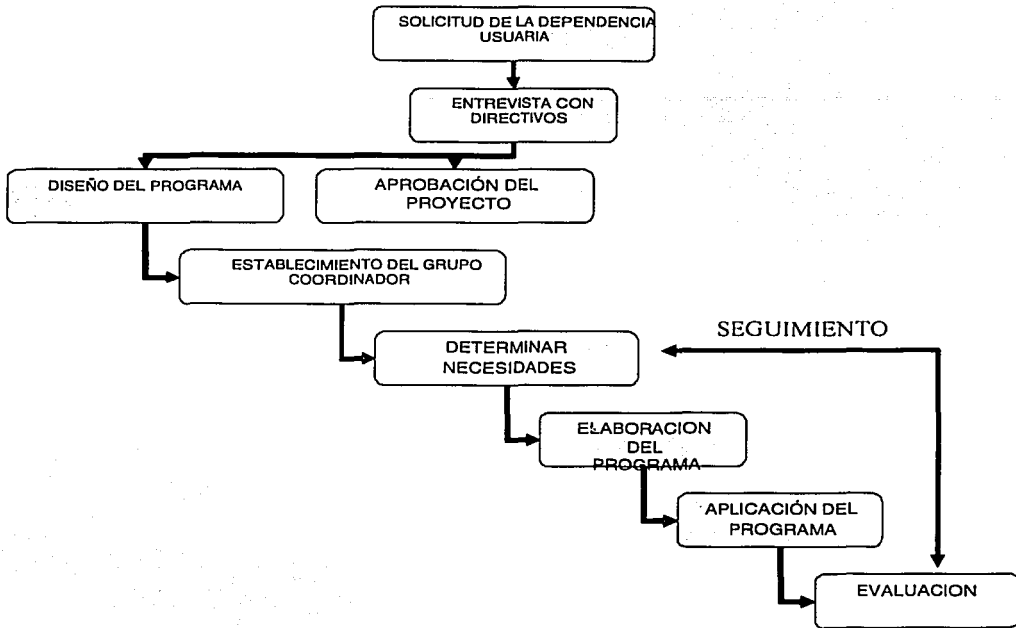 SOLICITUD DE LA DEPENDENCIA
USUARIA
ENTREVISTA CON
DIRECTIVOS
DISEÑO DEL PROGRAMA
APROBACIÓN DEL
PROYECTO
ESTABLECIMIENTO DEL GRUPO
COORDINADOR
SEGUIMIENTO
DETERMINAR
NECESIDADES
ELABORACION
DEL
PROGRAMA
APLICACIÓN DEL
PROGRAMA
EVALUACION